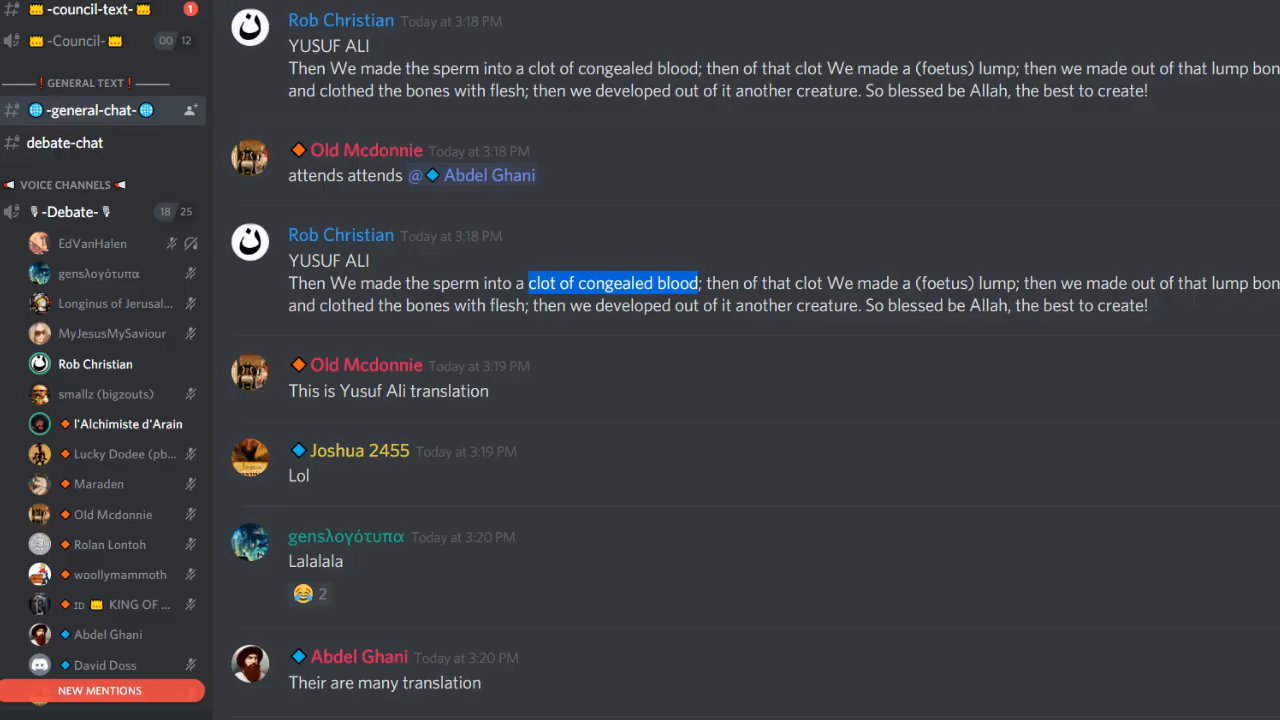 -council-text-
1
-Council-
00 12
GENERAL TEXT
-general-chat-
debate-chat
VOICE CHANNELS
-Debate-
18 25
EdVanHalen
gensλογότυπα
Longinus of Jerusal...
MyJesusMySaviour
Rob Christian
smallz (bigzouts)
l'Alchimiste d'Arain
Lucky Dodee (pb...
Maraden
Old Mcdonnie
Rolan Lontoh
woollymammoth
ID KING OF ...
Abdel Ghani
David Doss
NEW MENTIONS
Rob Christian Today at 3:18 PM
YUSUF ALI
Then We made the sperm into a clot of congealed blood; then of that clot We made a (foetus) lump; then we made out of that lump bon
and clothed the bones with flesh; then we developed out of it another creature. So blessed be Allah, the best to create!
Old Mcdonnie Today at 3:18 PM
attends attends @ Abdel Ghani
Rob Christian Today at 3:18 PM
YUSUF ALI
Then We made the sperm into a clot of congealed blood; then of that clot We made a (foetus) lump; then we made out of that lump bon
and clothed the bones with flesh; then we developed out of it another creature. So blessed be Allah, the best to create!
Old Mcdonnie Today at 3:19 PM
This is Yusuf Ali translation
Joshua 2455 Today at 3:19 PM
Lol
gensλογότυπα Today at 3:20 PM
Lalalala
2
Abdel Ghani Today at 3:20 PM
Their are many translation